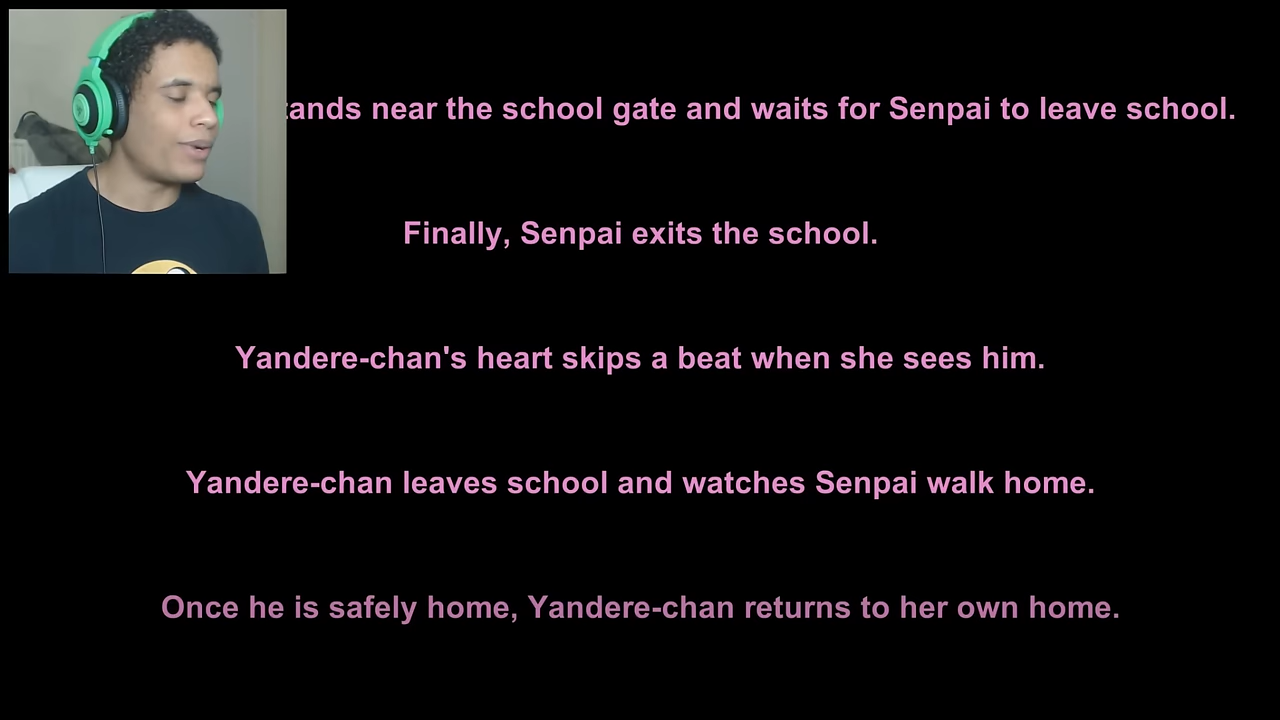 near the school gate and waits for Senpai to leave school.
Finally, Senpai exits the school.
Yandere-chan's heart skips a beat when she sees him.
Yandere-chan leaves school and watches Senpai walk home.
Once he is safely home, Yandere-chan returns to her own home.